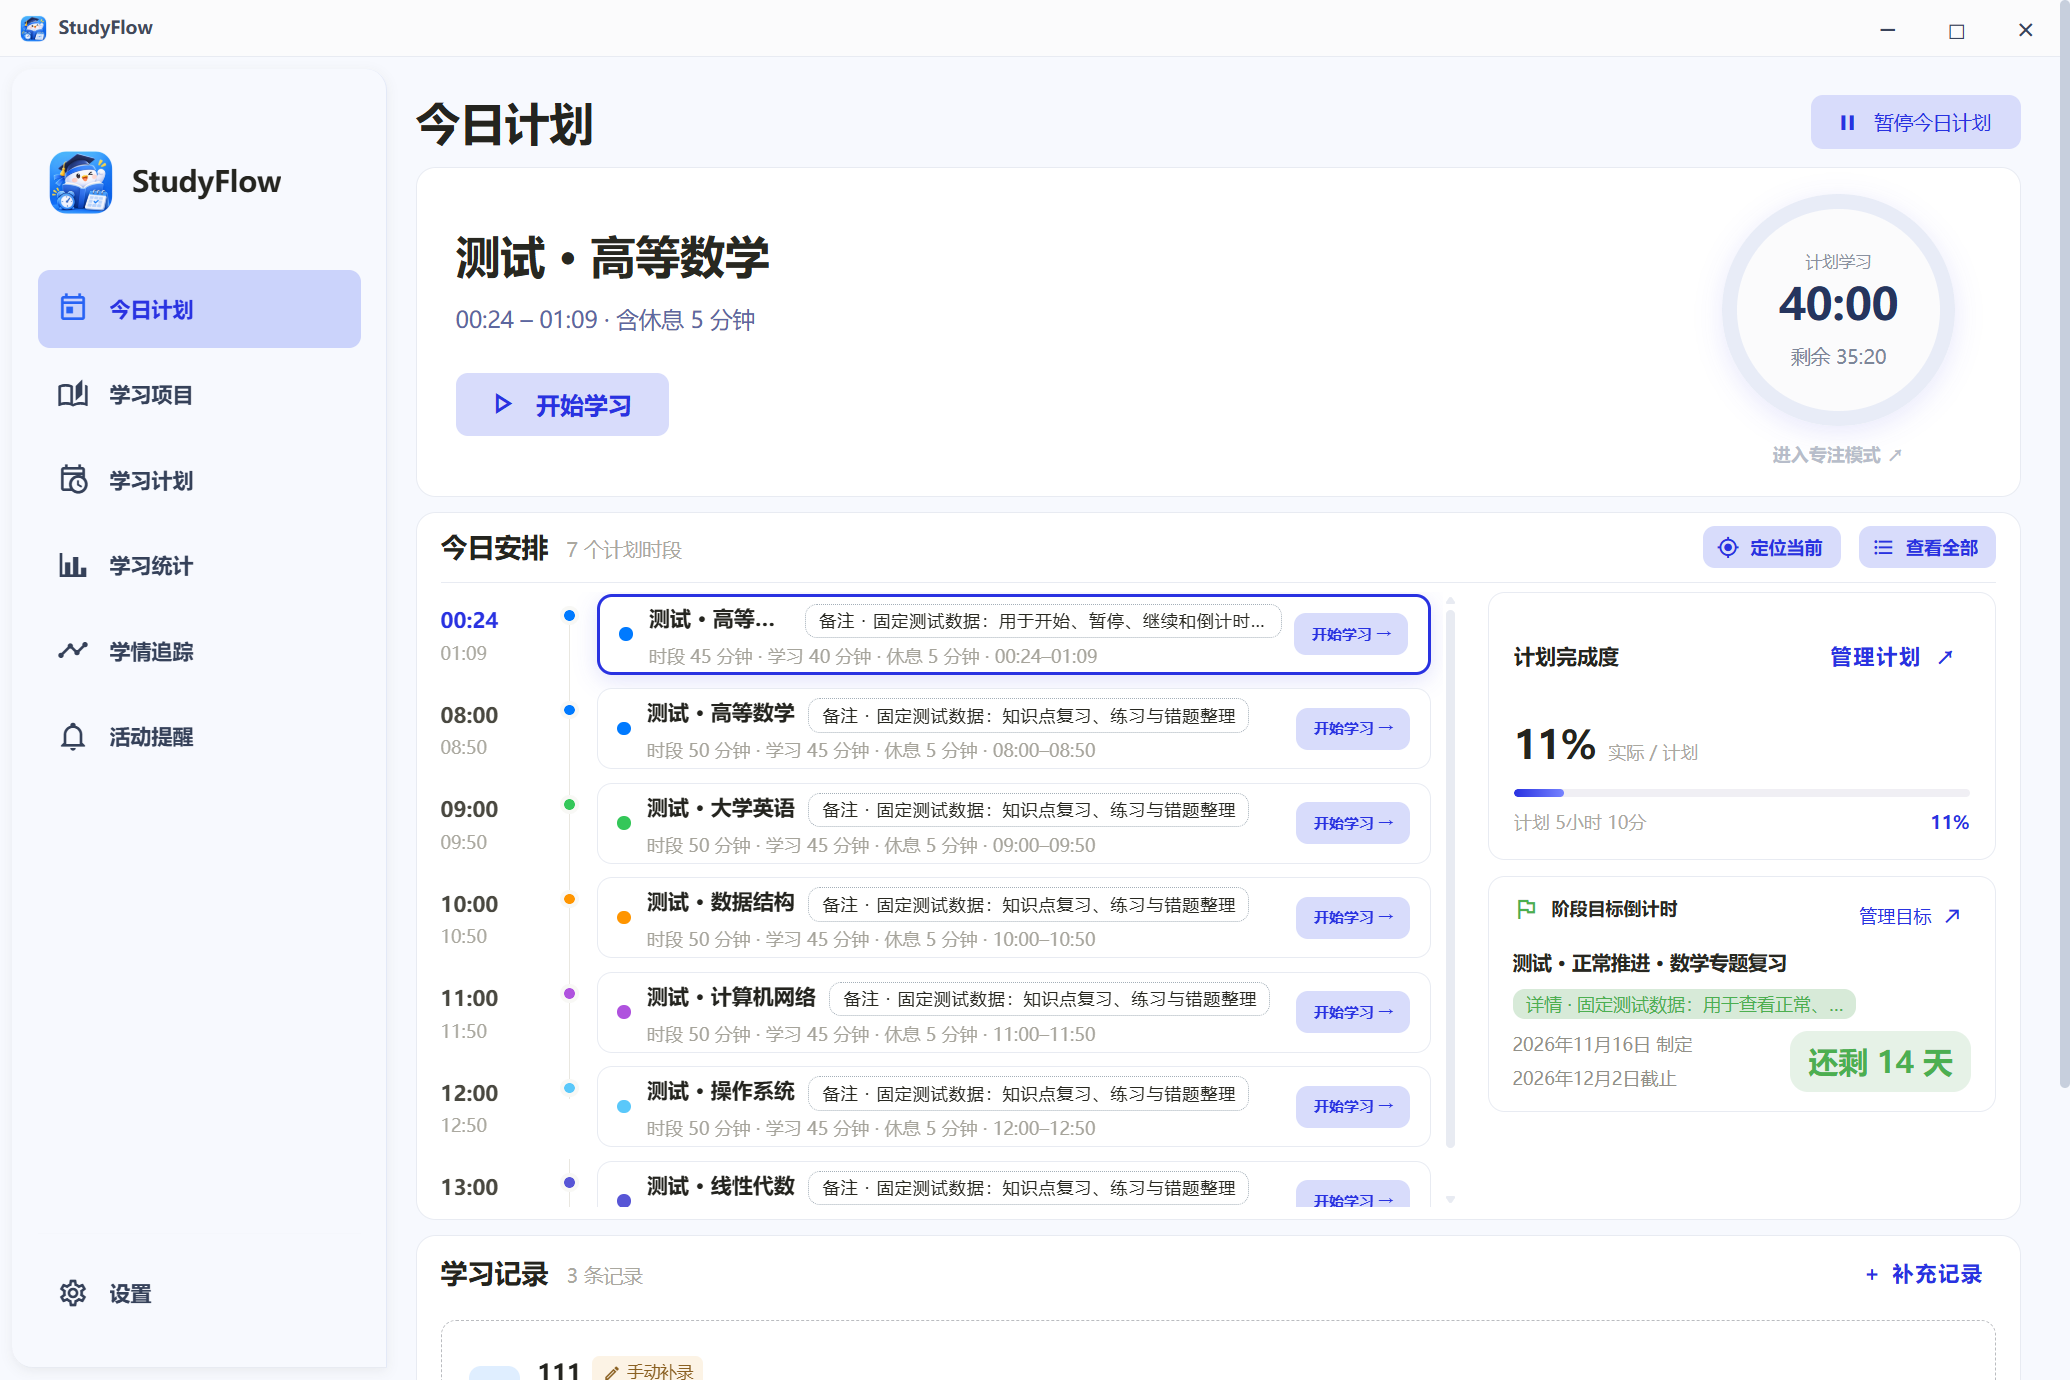 StudyFlow
StudyFlow
今日计划
学习项目
学习计划
学习统计
学情追踪
活动提醒
设置
今日计划
暂停今日计划
测试 • 高等数学
00:24 – 01:09 · 含休息 5 分钟
开始学习
计划学习
40:00
剩余 35:20
进入专注模式 ↗
今日安排 7 个计划时段
定位当前
查看全部
00:24
01:09
测试 • 高等...
备注 · 固定测试数据：用于开始、暂停、继续和倒计时...
时段 45 分钟 · 学习 40 分钟 · 休息 5 分钟 · 00:24–01:09
开始学习 →
08:00
08:50
测试 • 高等数学
备注 · 固定测试数据：知识点复习、练习与错题整理
时段 50 分钟 · 学习 45 分钟 · 休息 5 分钟 · 08:00–08:50
开始学习 →
09:00
09:50
测试 • 大学英语
备注 · 固定测试数据：知识点复习、练习与错题整理
时段 50 分钟 · 学习 45 分钟 · 休息 5 分钟 · 09:00–09:50
开始学习 →
10:00
10:50
测试 • 数据结构
备注 · 固定测试数据：知识点复习、练习与错题整理
时段 50 分钟 · 学习 45 分钟 · 休息 5 分钟 · 10:00–10:50
开始学习 →
11:00
11:50
测试 • 计算机网络
备注 · 固定测试数据：知识点复习、练习与错题整理
时段 50 分钟 · 学习 45 分钟 · 休息 5 分钟 · 11:00–11:50
开始学习 →
12:00
12:50
测试 • 操作系统
备注 · 固定测试数据：知识点复习、练习与错题整理
时段 50 分钟 · 学习 45 分钟 · 休息 5 分钟 · 12:00–12:50
开始学习 →
13:00
测试 • 线性代数
备注 · 固定测试数据：知识点复习、练习与错题整理
开始学习 →
计划完成度
管理计划 ↗
11% 实际 / 计划
计划 5小时 10分
11%
阶段目标倒计时
管理目标 ↗
测试 • 正常推进 • 数学专题复习
详情 · 固定测试数据：用于查看正常、...
2026年11月16日 制定
2026年12月2日截止
还剩 14 天
学习记录 3 条记录
+ 补充记录
111
手动补录